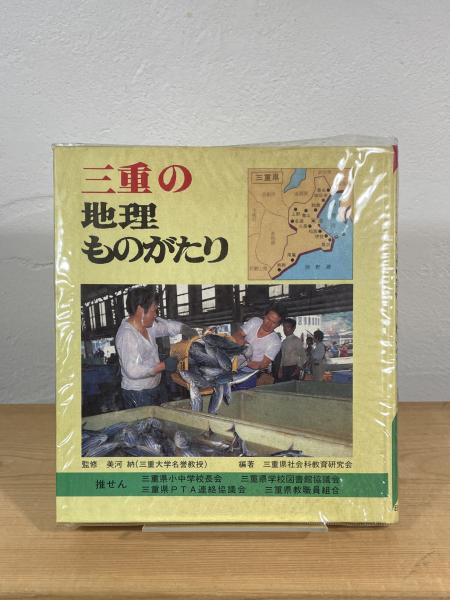 三重の
地理
ものがたり
三重県
熊野灘
監修 美河 納(三重大学名誉教授) 編著 三重県社会科教育研究会
推せん
三重県小中学校長会 三重県学校図書館協議会
三重県PTA連絡協議会 三重県教職員組合